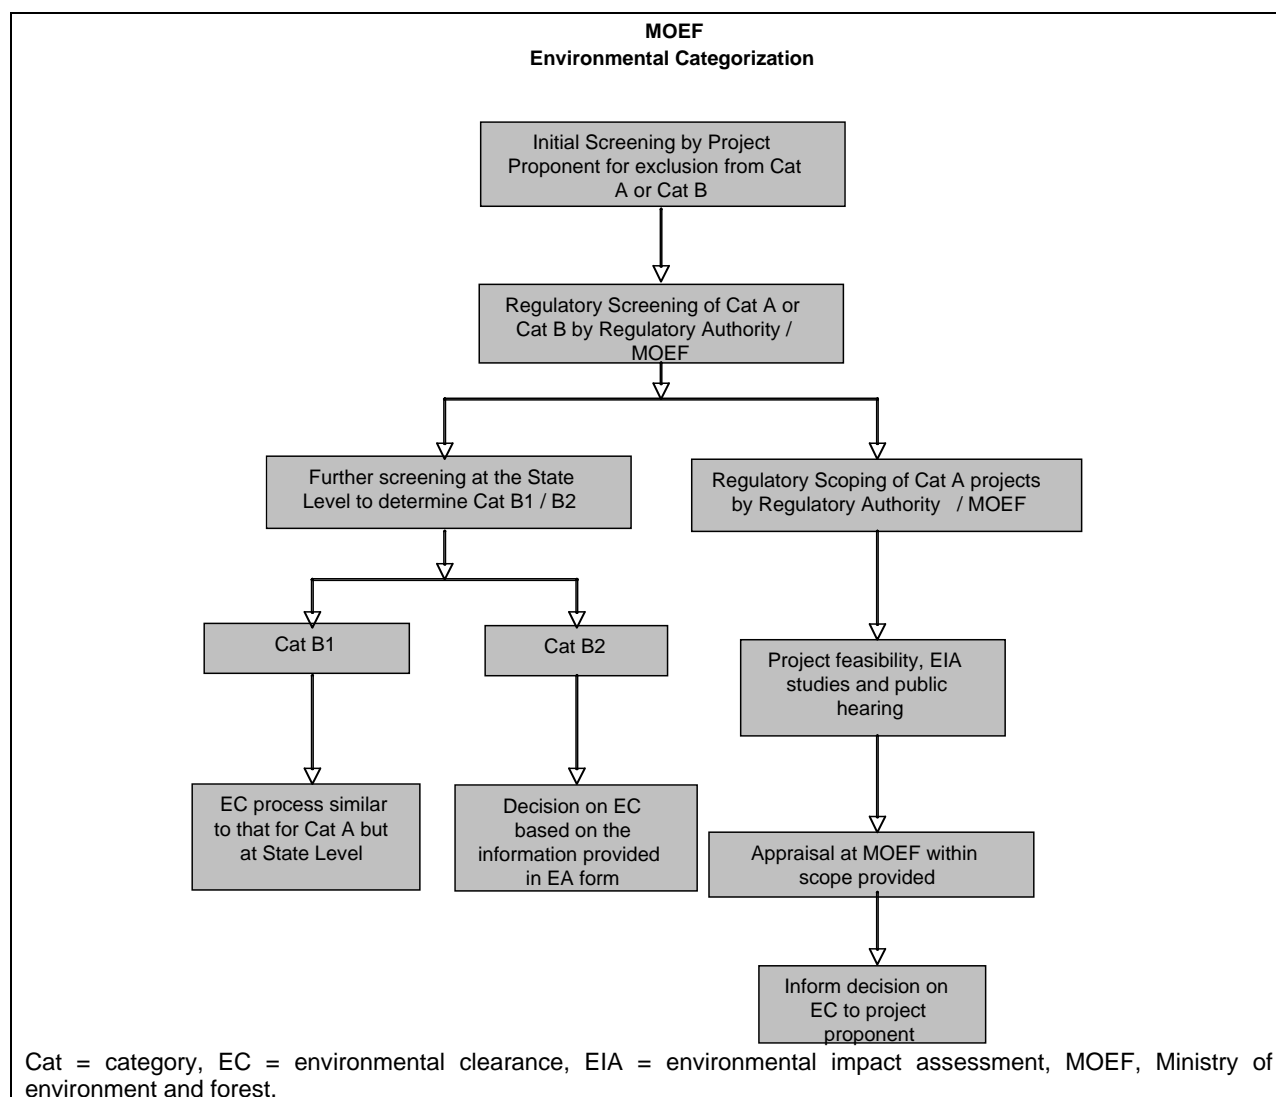 MOEF
Environmental Categorization
Initial Screening by Project
Proponent for exclusion from Cat
A or Cat B
Regulatory Screening of Cat A or
Cat B by Regulatory Authority /
MOEF
Further screening at the State
Level to determine Cat B1 / B2
Regulatory Scoping of Cat A projects
by Regulatory Authority / MOEF
Cat B1
Cat B2
Project feasibility, EIA
studies and public
hearing
EC process similar
to that for Cat A but
at State Level
Decision on EC
based on the
information provided
in EA form
Appraisal at MOEF within
scope provided
Inform decision on
EC to project
proponent
Cat = category, EC = environmental clearance, EIA = environmental impact assessment, MOEF, Ministry of
environment and forest.